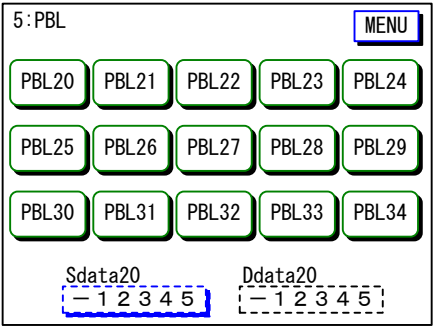 5:PBL MENU
PBL20 PBL21 PBL22 PBL23 PBL24
PBL25 PBL26 PBL27 PBL28 PBL29
PBL30 PBL31 PBL32 PBL33 PBL34
Sdata20 Ddata20
－１２３４５ －１２３４５